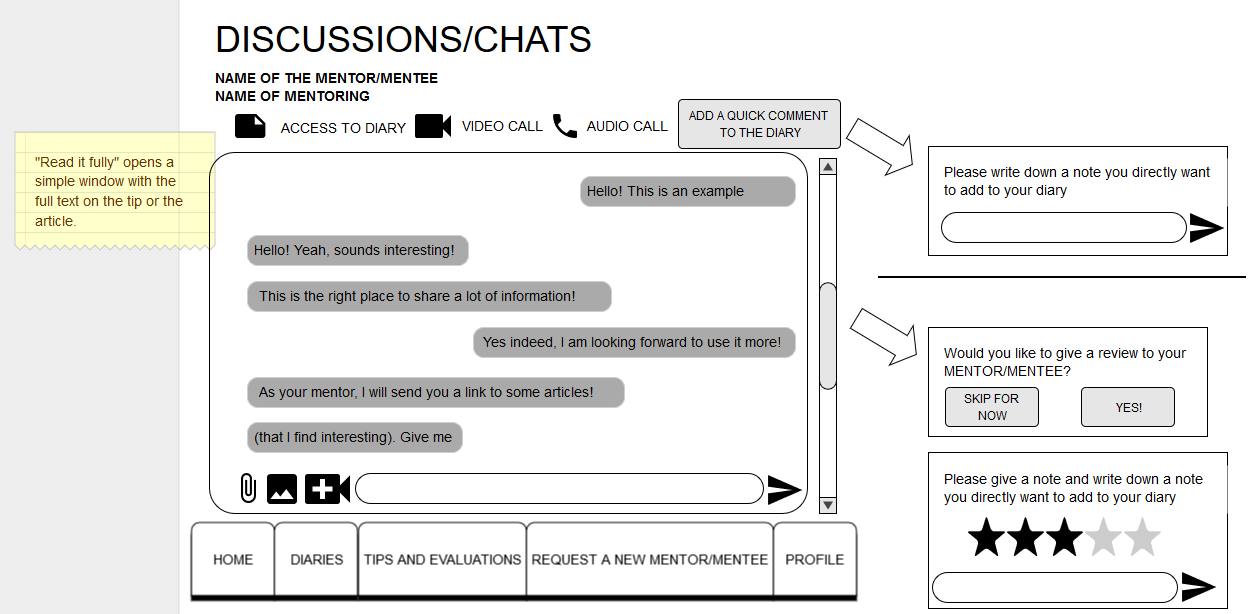 DISCUSSIONS/CHATS
NAME OF THE MENTOR/MENTEE
NAME OF MENTORING
ACCESS TO DIARY
VIDEO CALL
AUDIO CALL
ADD A QUICK COMMENT
TO THE DIARY
"Read it fully" opens a
simple window with the
full text on the tip or the
article.
Hello! This is an example
Hello! Yeah, sounds interesting!
This is the right place to share a lot of information!
Yes indeed, I am looking forward to use it more!
As your mentor, I will send you a link to some articles!
(that I find interesting). Give me
HOME
DIARIES
TIPS AND EVALUATIONS
REQUEST A NEW MENTOR/MENTEE
PROFILE
Please write down a note you directly want
to add to your diary
Would you like to give a review to your
MENTOR/MENTEE?
SKIP FOR
NOW
YES!
Please give a note and write down a note
you directly want to add to your diary